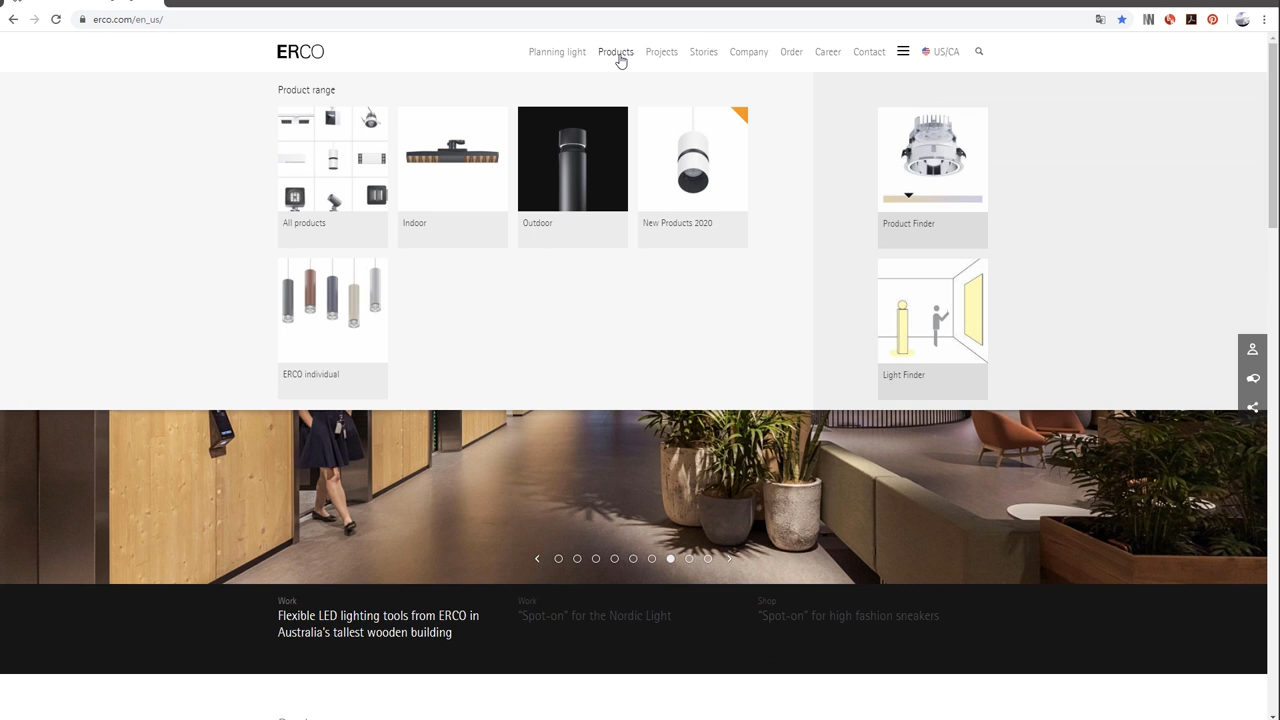 erco.com/en_us/
ERCO
Planning light Products Projects Stories Company Order Career Contact US/CA
Product range
All products Indoor Outdoor New Products 2020 Product Finder
ERCO individual Light Finder
Work Work Shop
Flexible LED lighting tools from ERCO in "Spot-on" for the Nordic Light "Spot-on" for high fashion sneakers
Australia's tallest wooden building